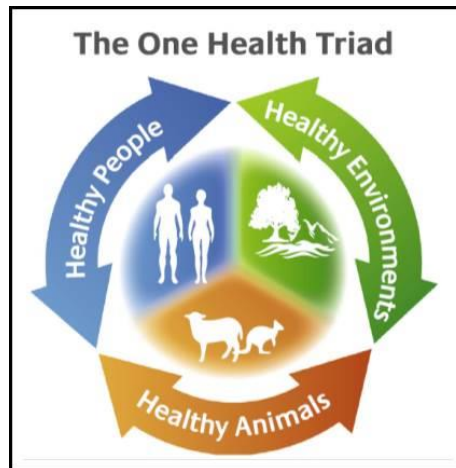 The One Health Triad
Healthy People
Healthy Environments
Healthy Animals